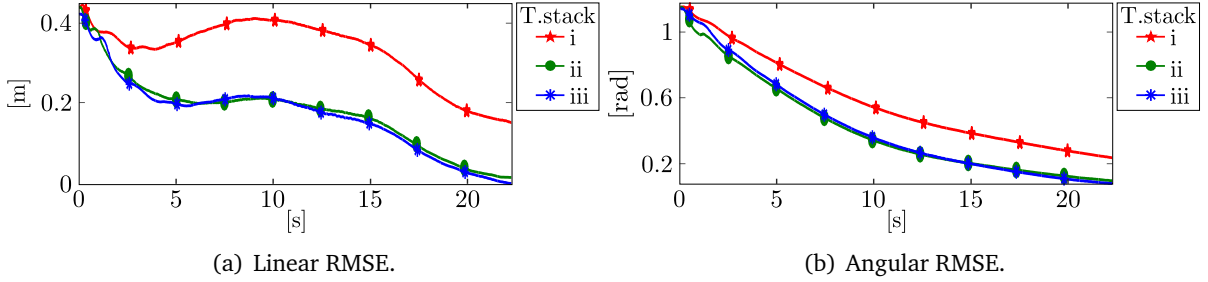 0.4
0.2
0
[m]
0
5
10
15
20
[s]
T.stack
i
ii
iii
(a) Linear RMSE.
1
0.6
0.2
[rad]
0
5
10
15
20
[s]
T.stack
i
ii
iii
(b) Angular RMSE.